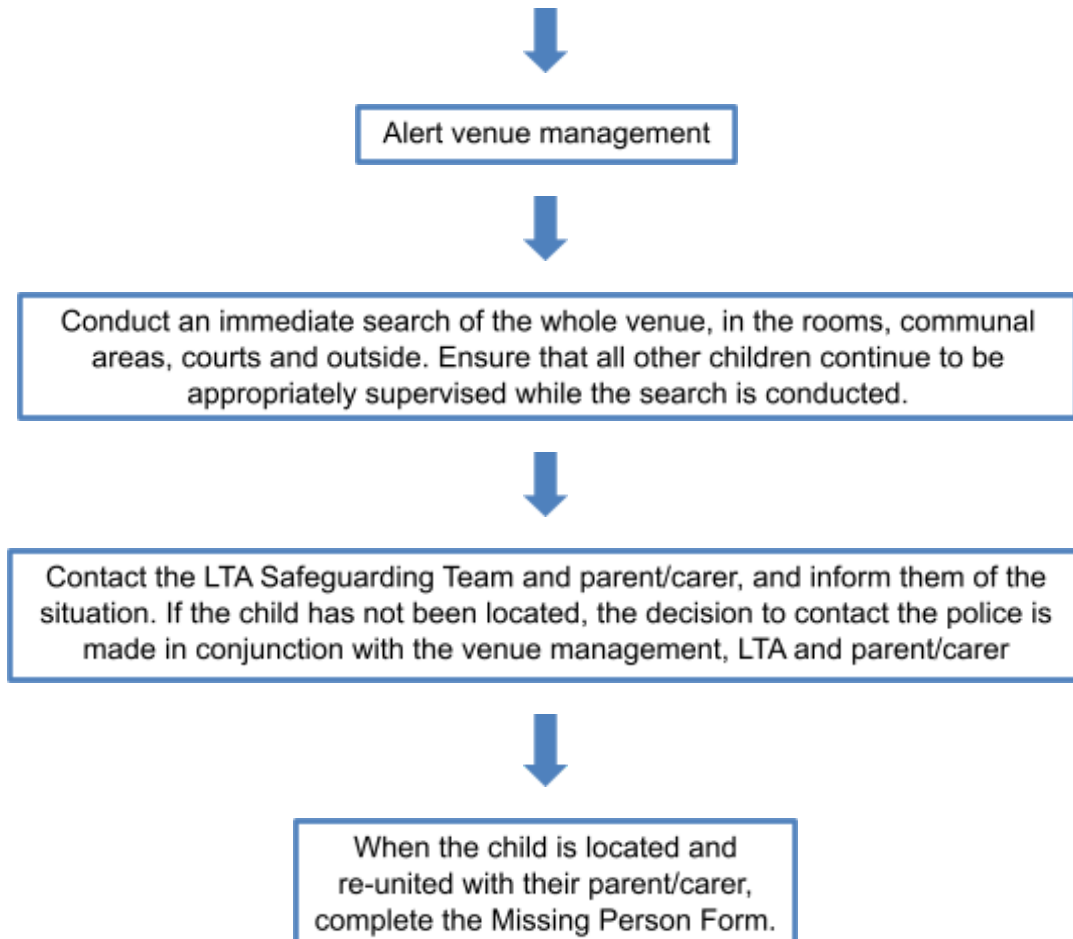 Alert venue management
Conduct an immediate search of the whole venue, in the rooms, communal
areas, courts and outside. Ensure that all other children continue to be
appropriately supervised while the search is conducted.
Contact the LTA Safeguarding Team and parent/carer, and inform them of the
situation. If the child has not been located, the decision to contact the police is
made in conjunction with the venue management, LTA and parent/carer
When the child is located and
re-united with their parent/carer,
complete the Missing Person Form.